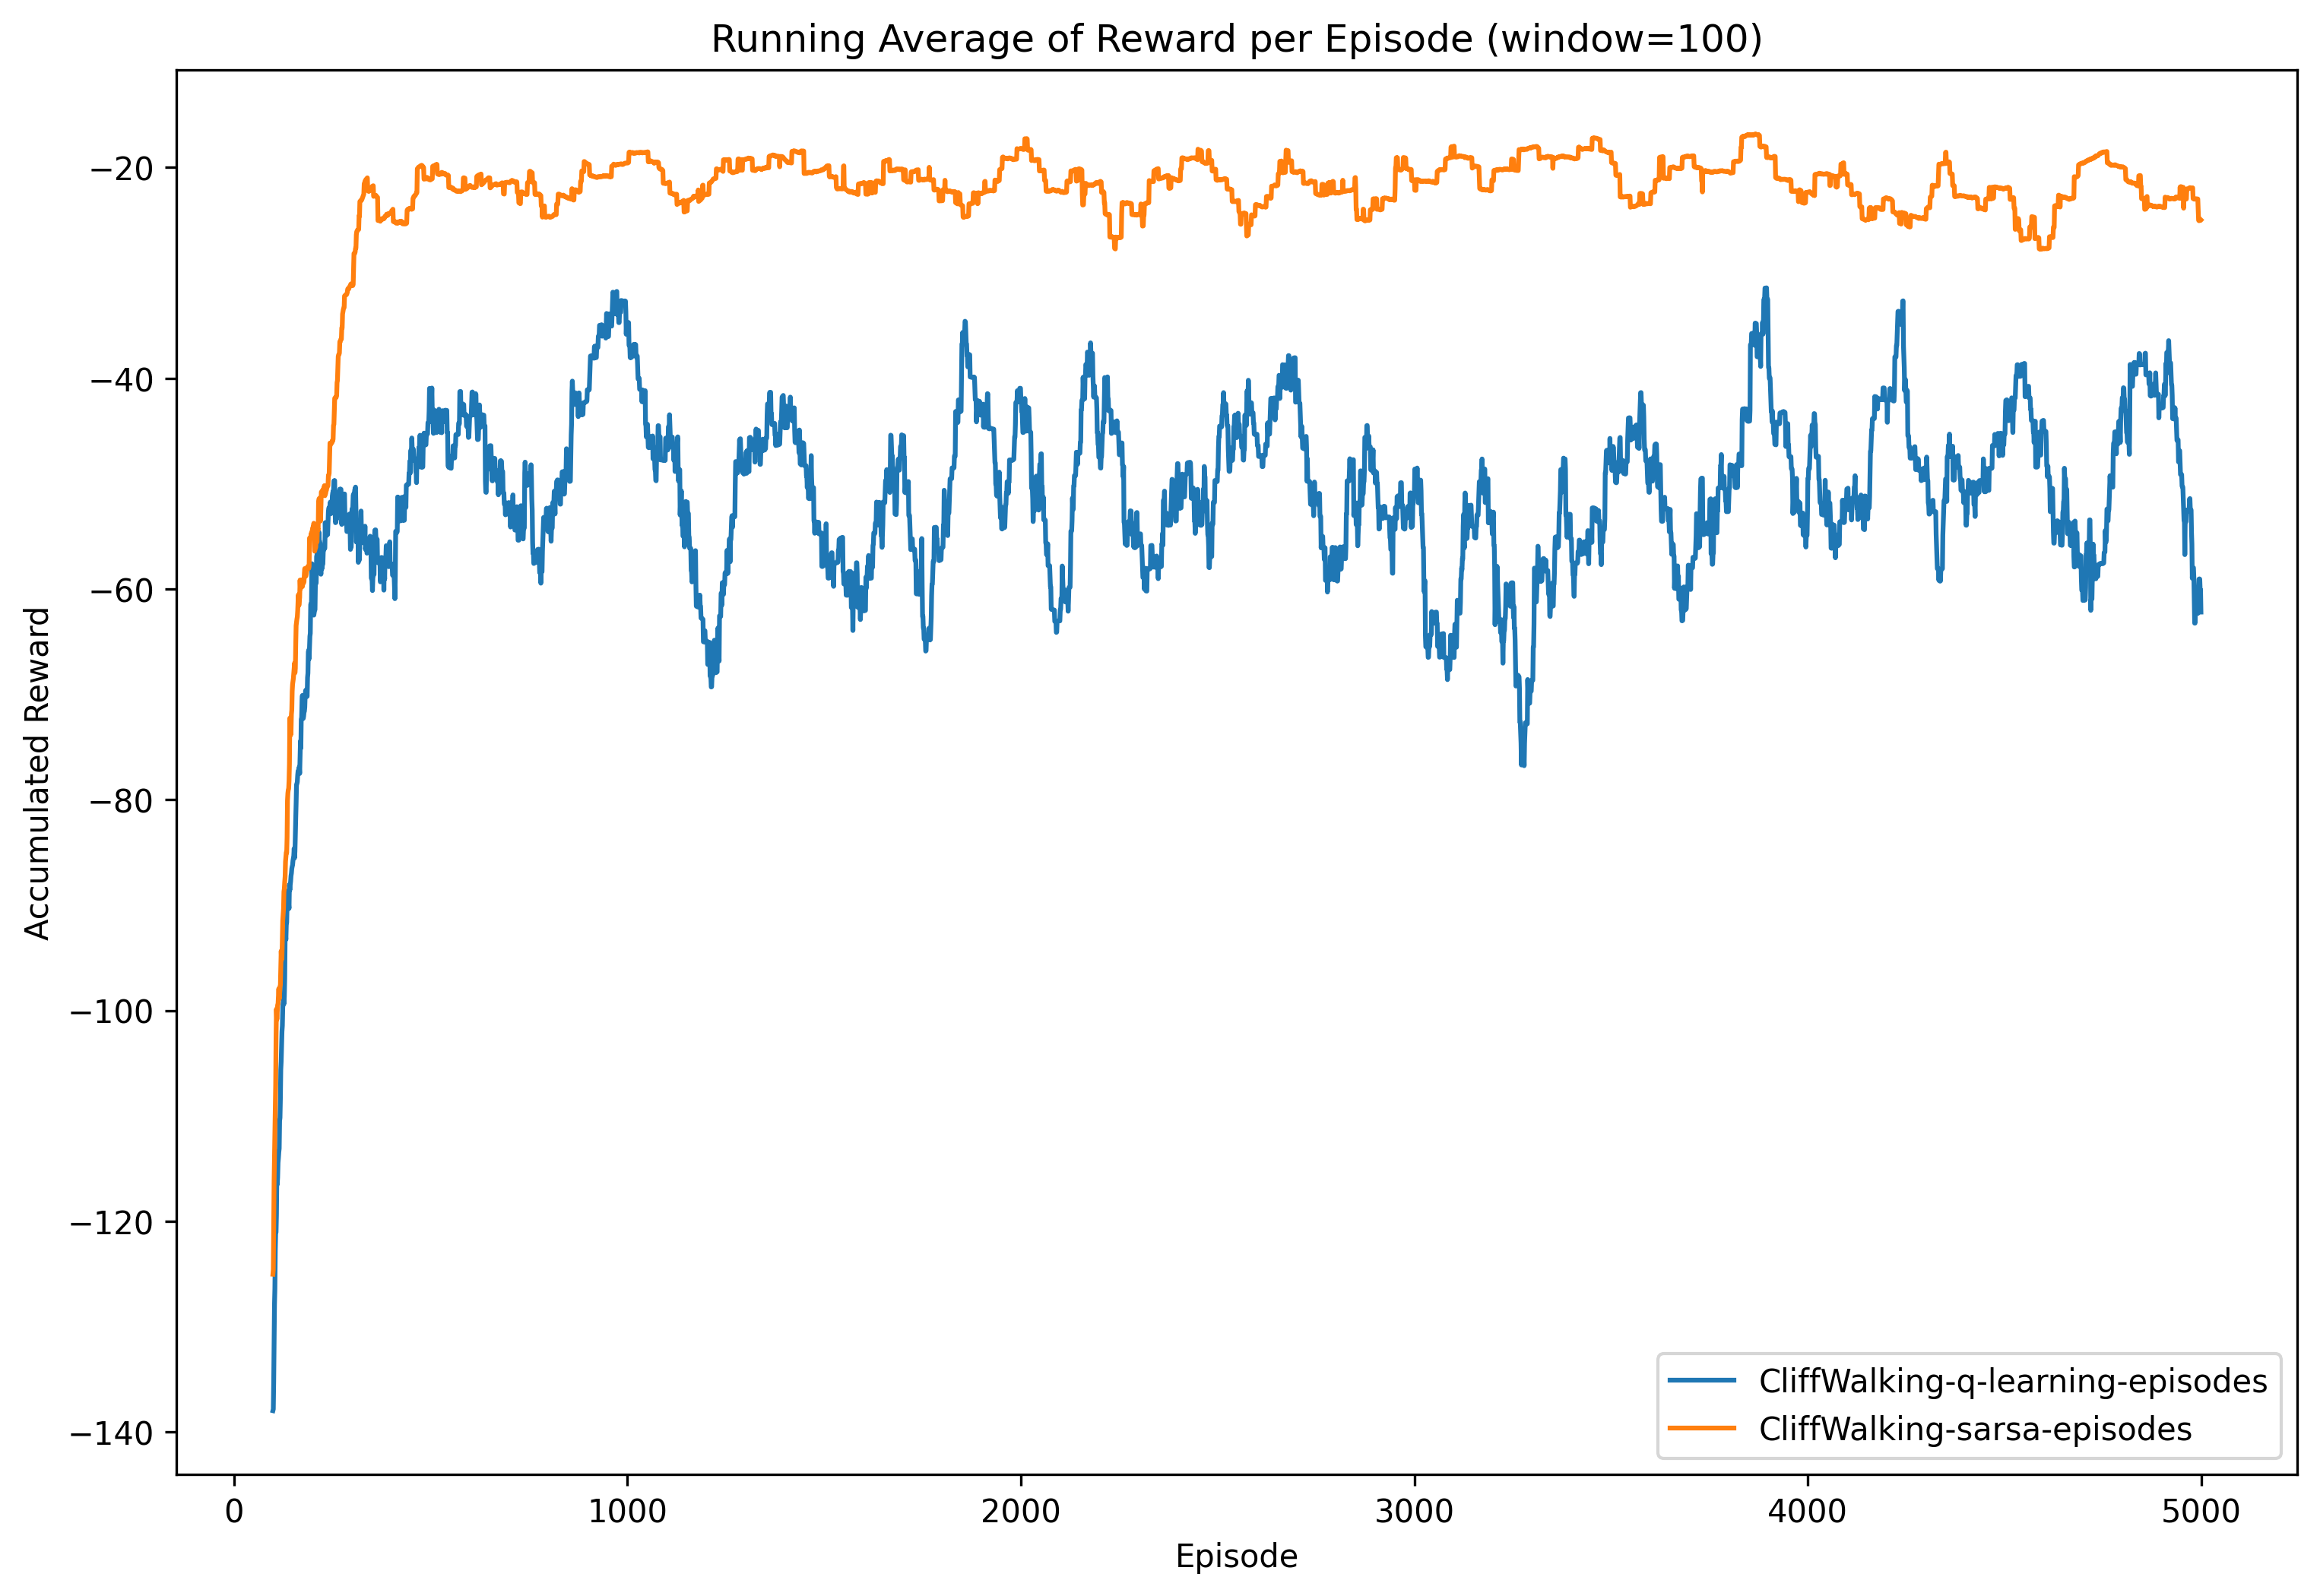 Running Average of Reward per Episode (window=100)
Accumulated Reward
−20
−40
−60
−80
−100
−120
−140
0
1000
2000
3000
4000
5000
Episode
CliffWalking-q-learning-episodes
CliffWalking-sarsa-episodes